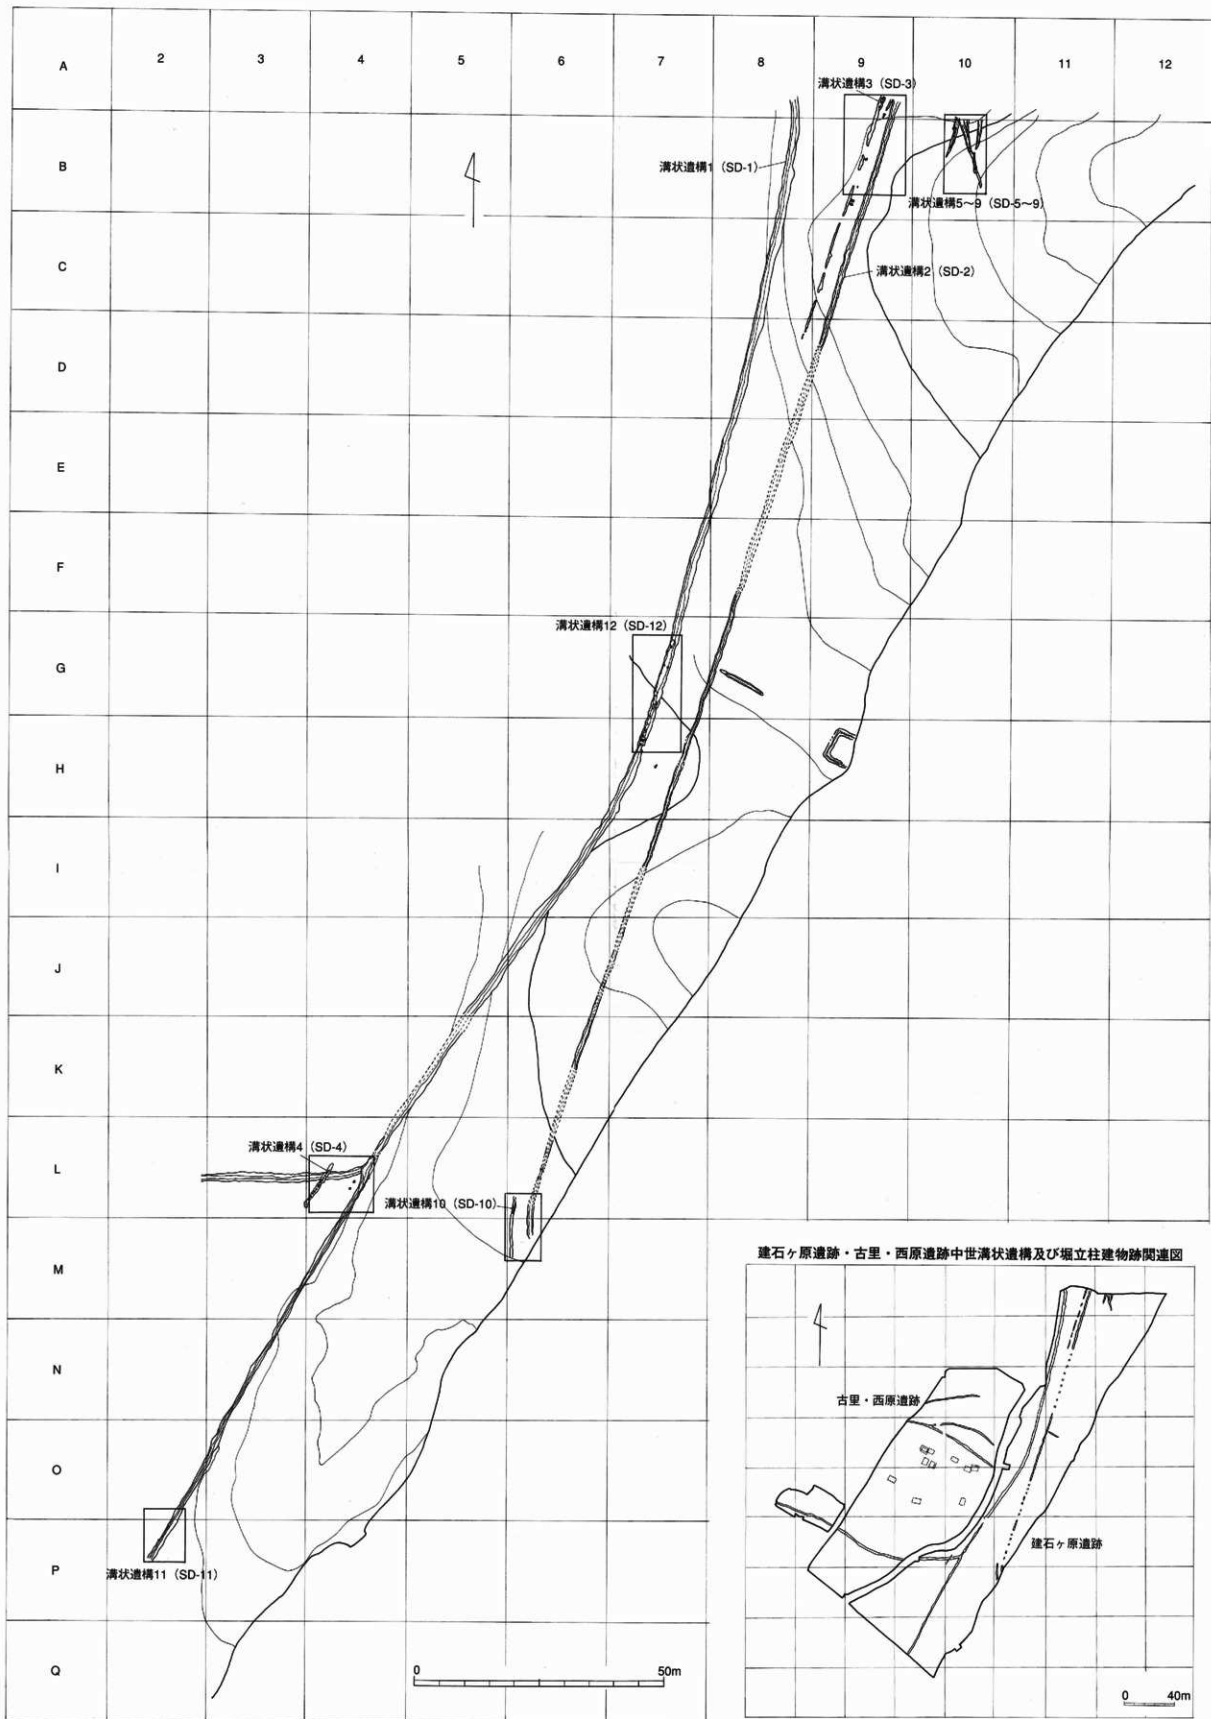 2
3
4
5
6
7
8
9
10
11
12
A
B
C
D
E
F
G
H
I
J
K
L
M
N
O
P
Q
溝状遺構3 (SD-3)
溝状遺構1 (SD-1)
溝状遺構5〜9 (SD-5〜9)
溝状遺構2 (SD-2)
溝状遺構12 (SD-12)
溝状遺構4 (SD-4)
溝状遺構10 (SD-10)
溝状遺構11 (SD-11)
0 50m
建石ヶ原遺跡・古里・西原遺跡中世溝状遺構及び堀立柱建物跡関連図
古里・西原遺跡
建石ヶ原遺跡
0 40m